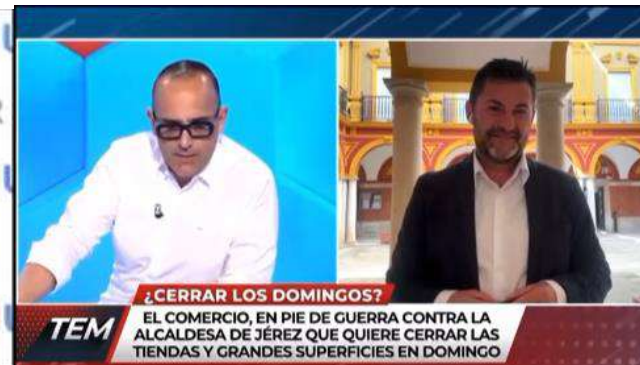 ¿CERRAR LOS DOMINGOS?
TEM
EL COMERCIO, EN PIE DE GUERRA CONTRA LA
ALCALDESA DE JÉREZ QUE QUIERE CERRAR LAS
TIENDAS Y GRANDES SUPERFICIES EN DOMINGO